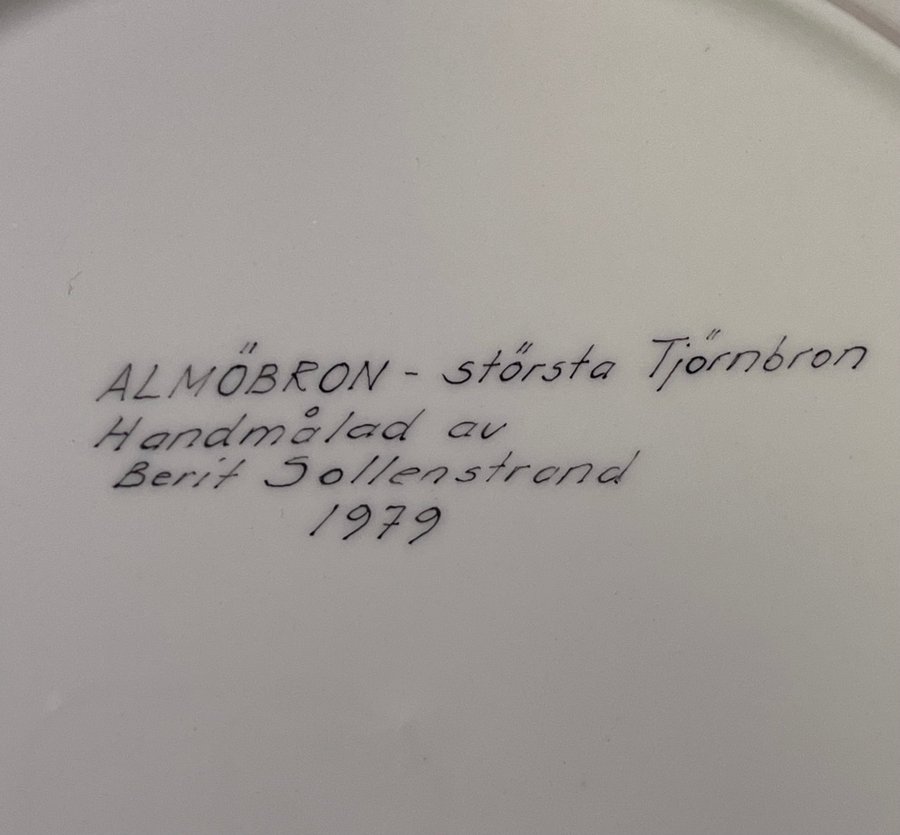 ALMÖBRON - största Tjörnbron
Handmålad av
Berit Sollenstrand
1979